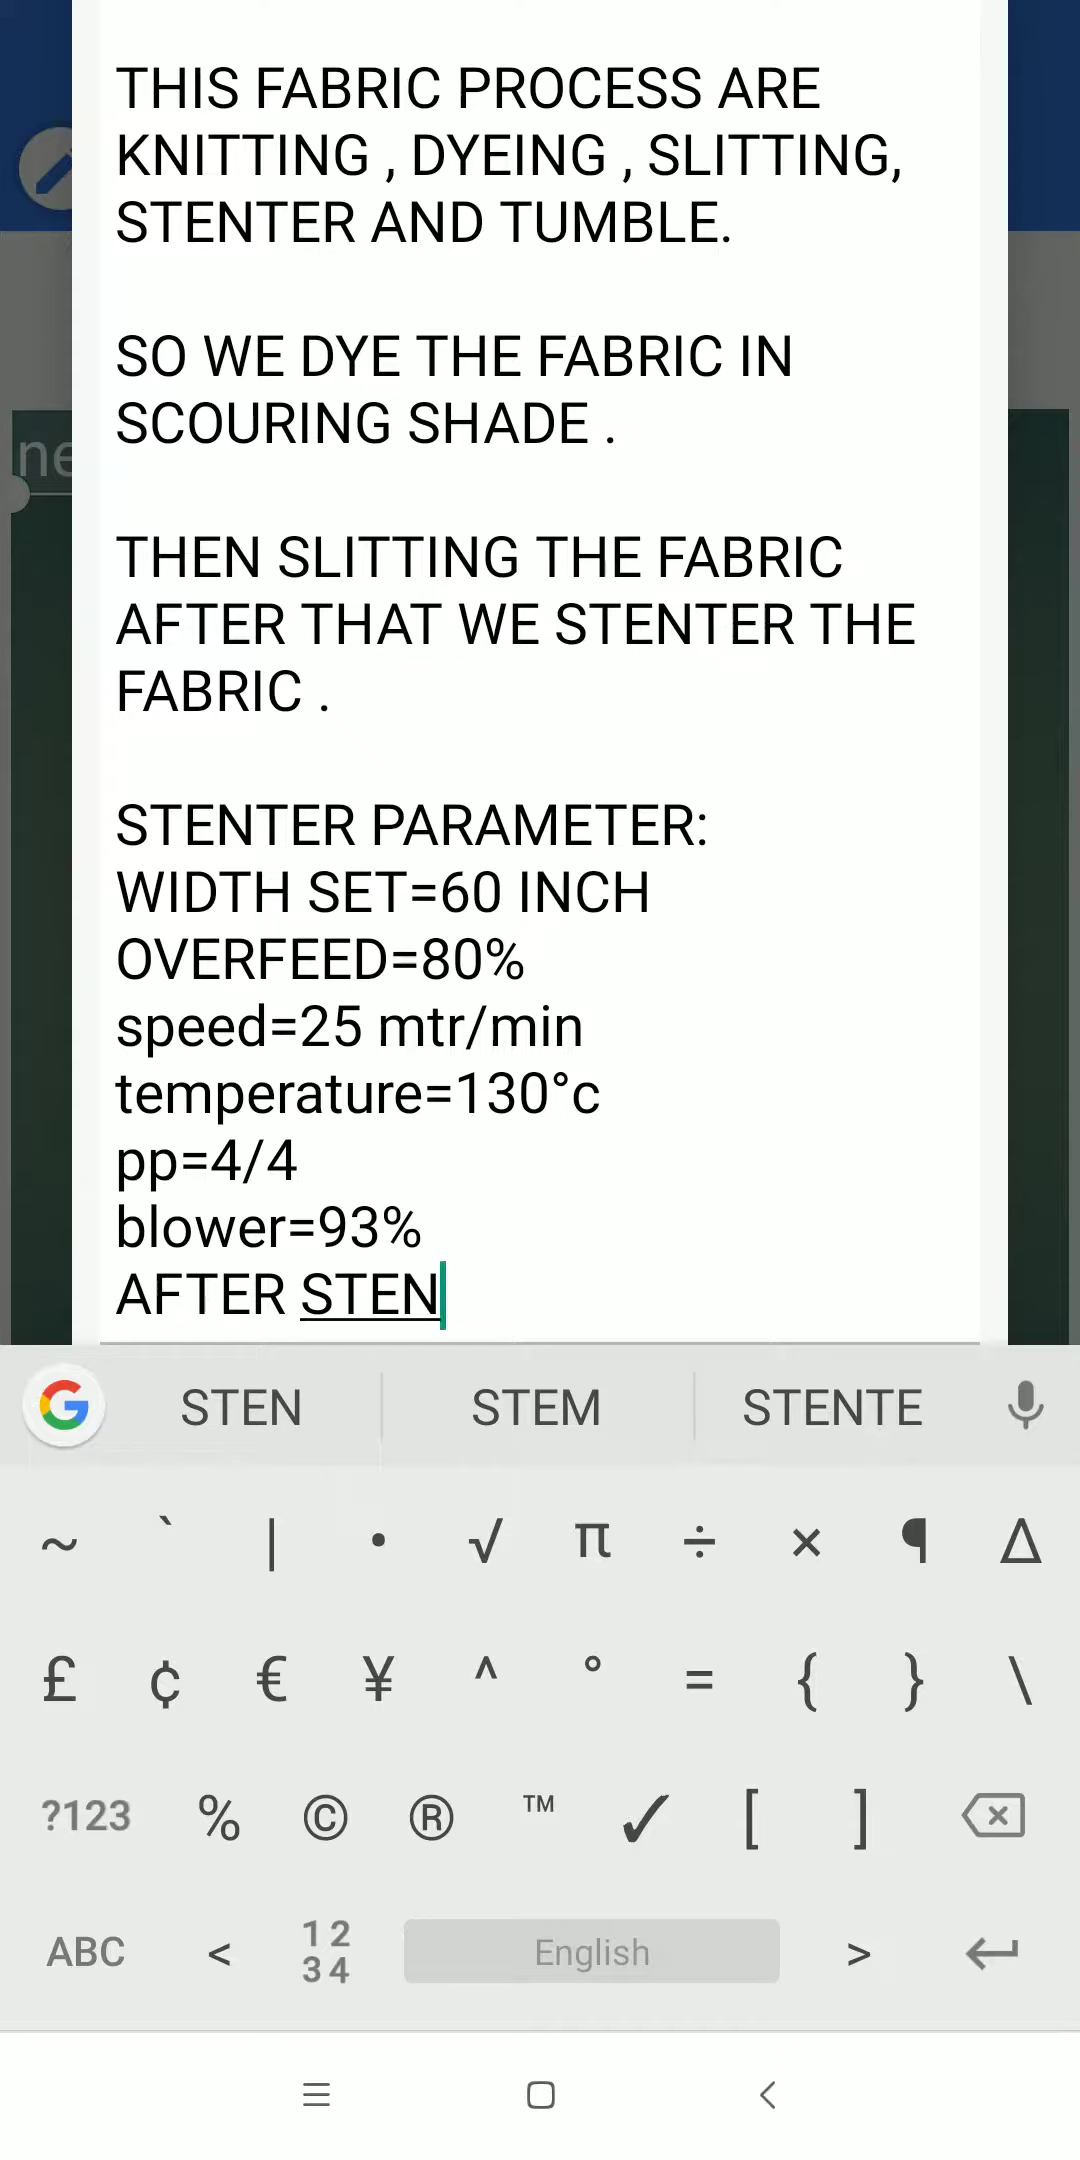 THIS FABRIC PROCESS ARE
KNITTING , DYEING , SLITTING,
STENTER AND TUMBLE.
SO WE DYE THE FABRIC IN
SCOURING SHADE .
ne
THEN SLITTING THE FABRIC
AFTER THAT WE STENTER THE
FABRIC .
STENTER PARAMETER:
WIDTH SET=60 INCH
OVERFEED=80%
speed=25 mtr/min
temperature=130°c
pp=4/4
blower=93%
AFTER STEN
STEN STEM STENTE
~ ` | • √ π ÷ × ¶ Δ
£ ¢ € ¥ ^ ° = { } \
?123 % © ® ™ ✓ [ ]
ABC < 12 34 English >